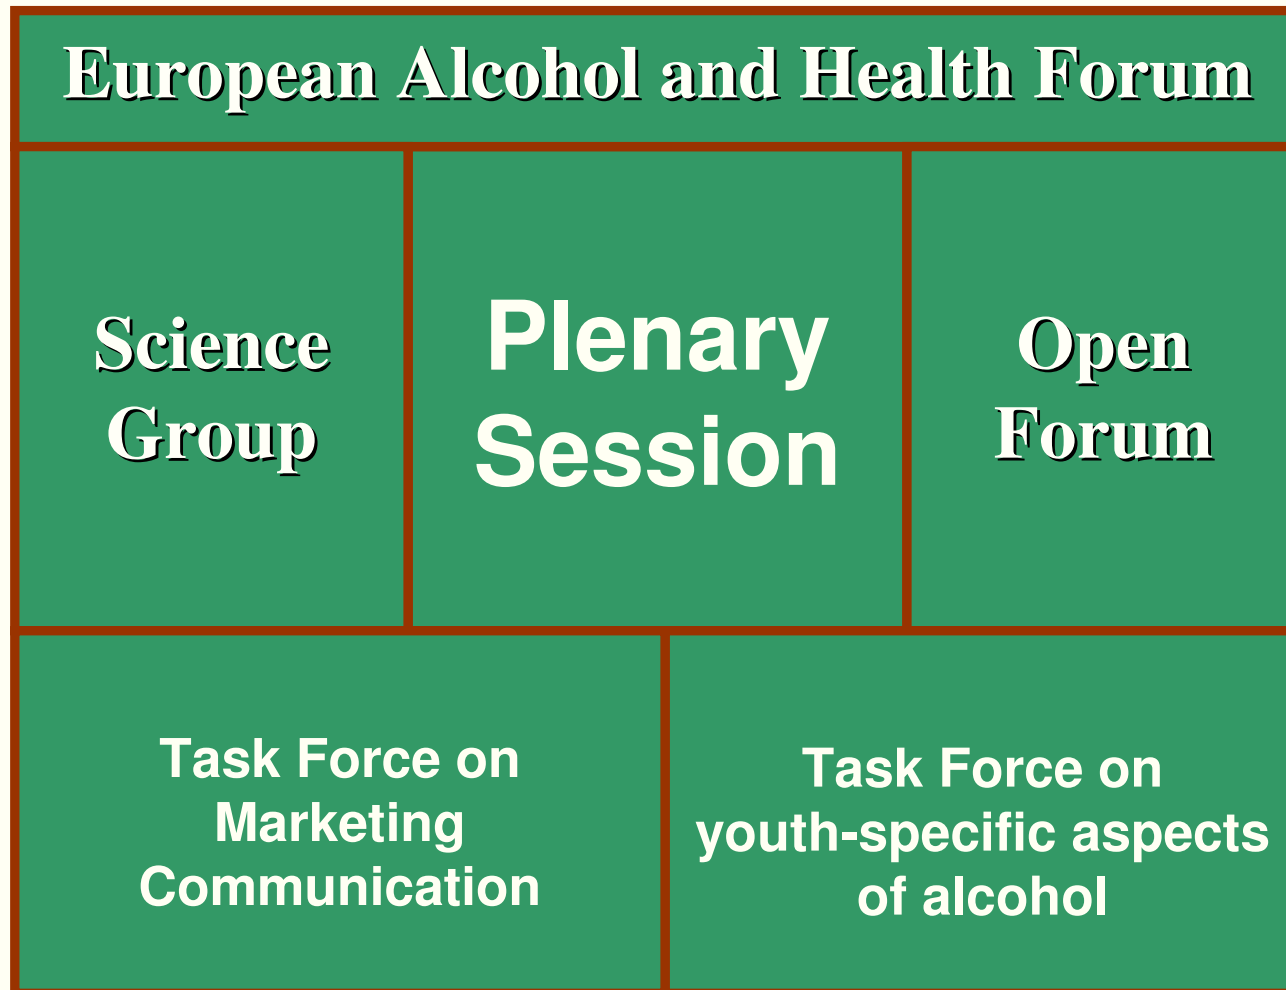 European Alcohol and Health Forum
Science
Group
Plenary
Session
Open
Forum
Task Force on
Marketing
Communication
Task Force on
youth-specific aspects
of alcohol